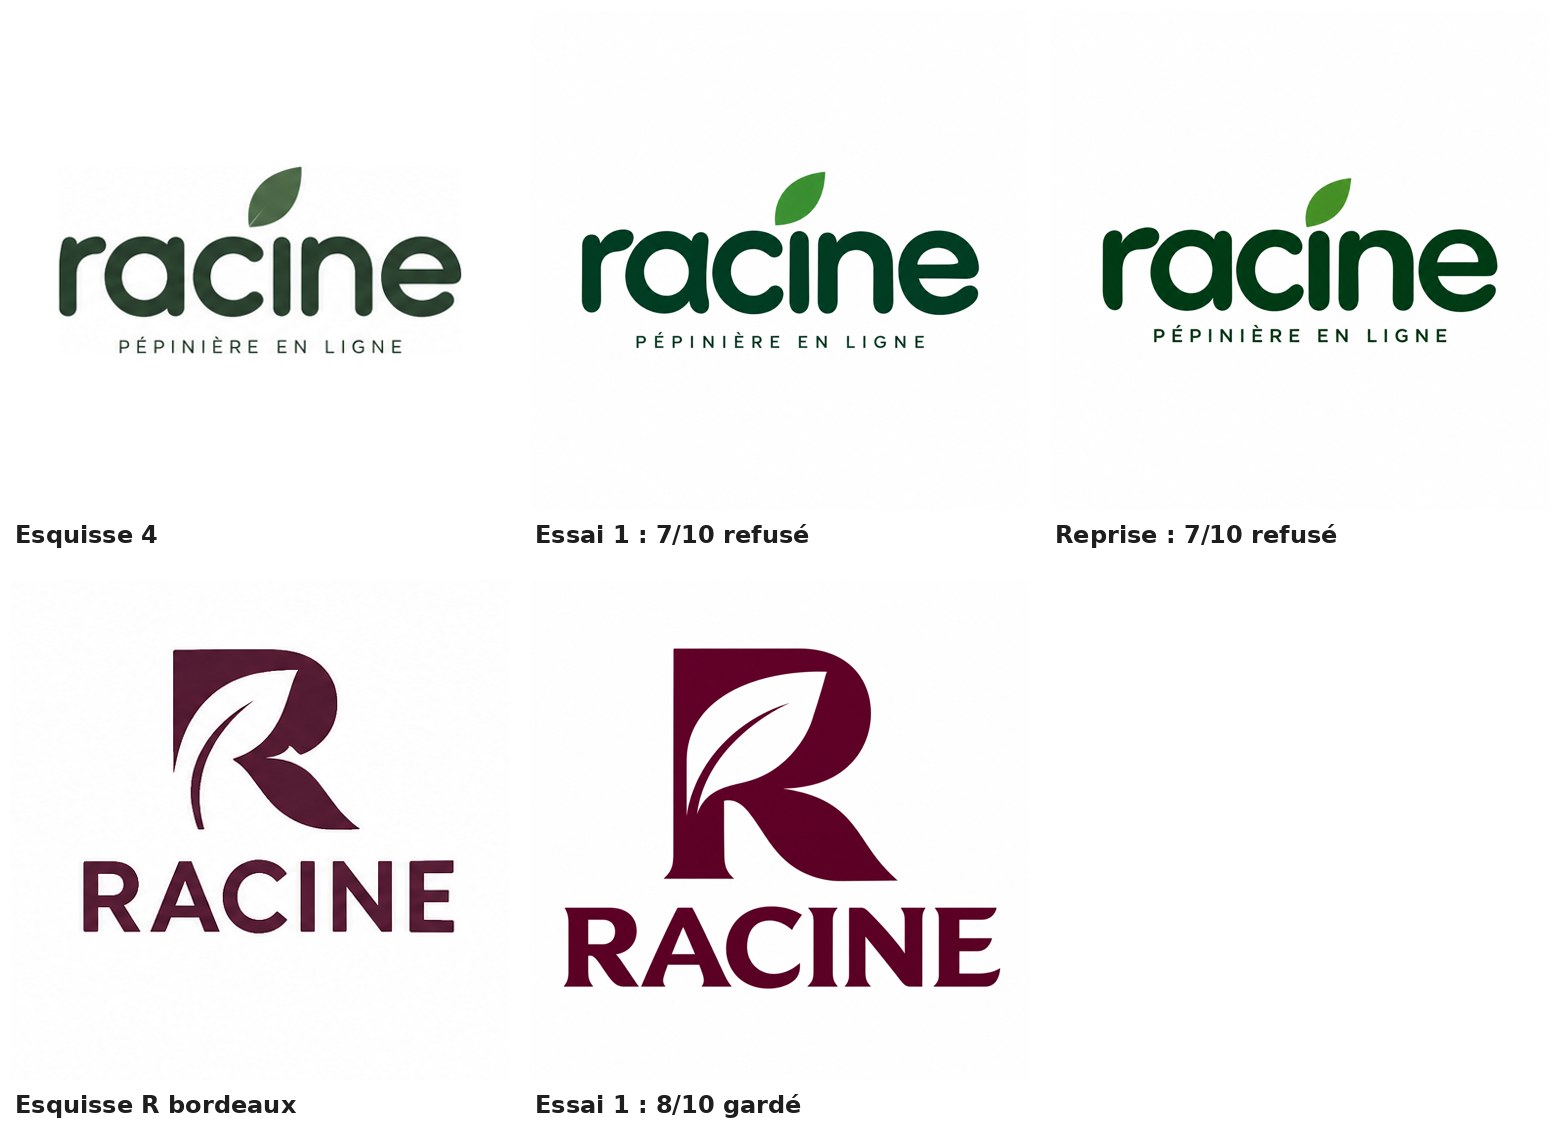 racine
PÉPINIÈRE EN LIGNE
Esquisse 4
racine
PÉPINIÈRE EN LIGNE
Essai 1 : 7/10 refusé
racine
PÉPINIÈRE EN LIGNE
Reprise : 7/10 refusé
R
RACINE
Esquisse R bordeaux
R
RACINE
Essai 1 : 8/10 gardé